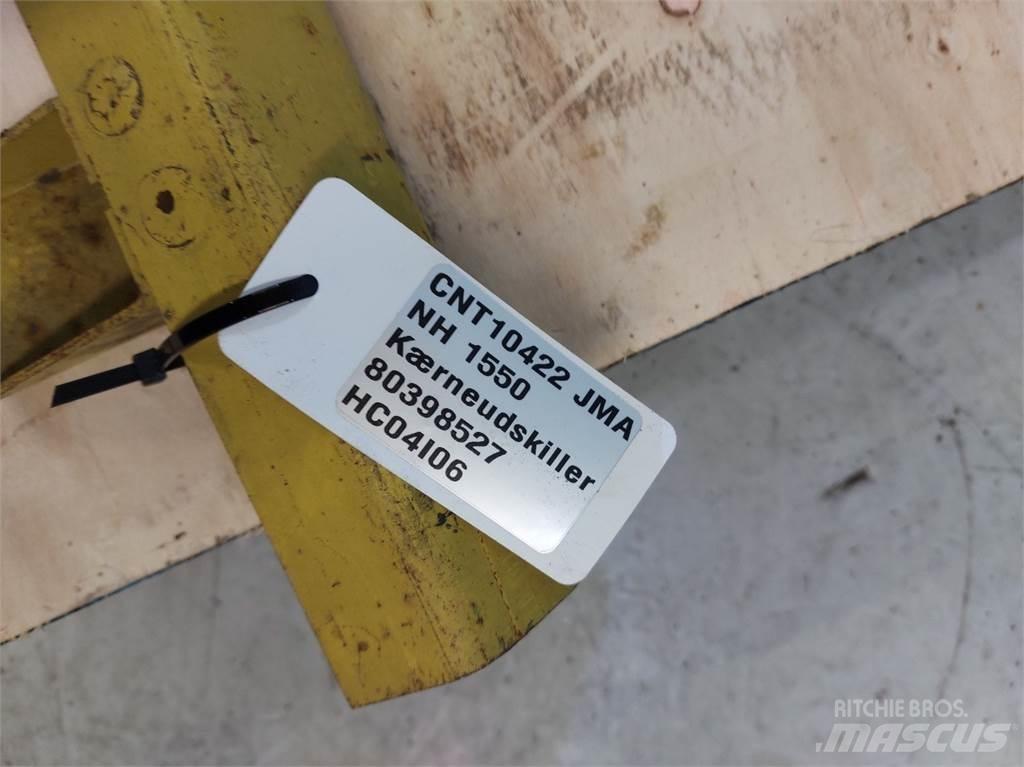 CNT10422 JMA
NH 1550
Kærneudskiller
80398527
HC04I06
RITCHIE BROS.
MASCUS